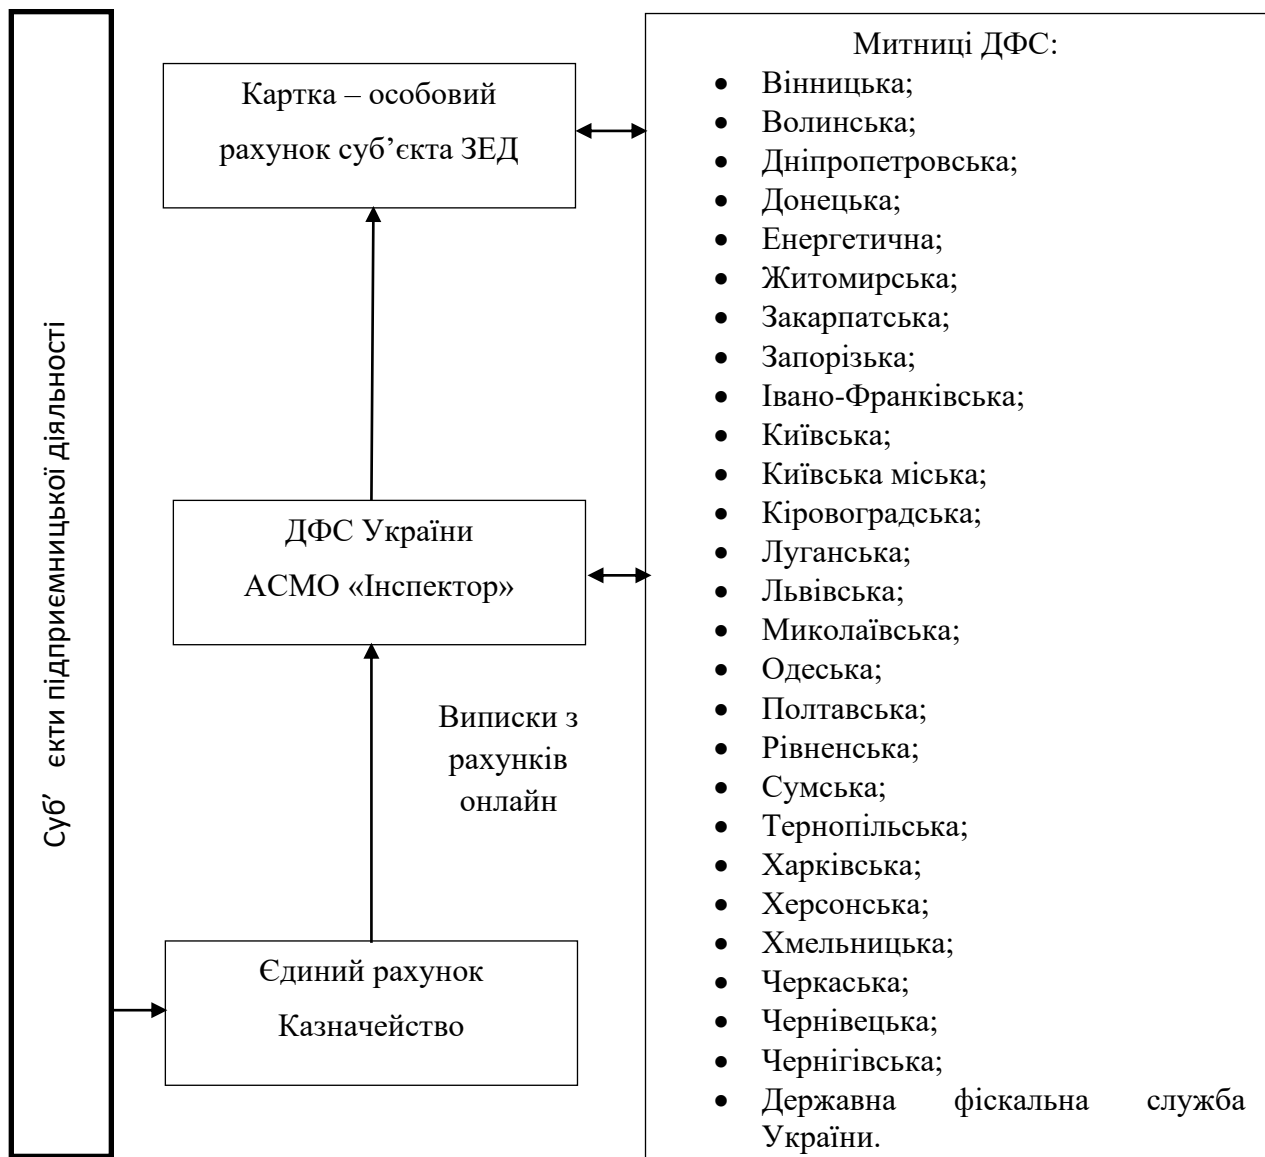 Суб’ єкти підприємницької діяльності
Картка – особовий
рахунок суб’єкта ЗЕД
ДФС України
АСМО «Інспектор»
Виписки з
рахунків
онлайн
Єдиний рахунок
Казначейство
Митниці ДФС:
• Вінницька;
• Волинська;
• Дніпропетровська;
• Донецька;
• Енергетична;
• Житомирська;
• Закарпатська;
• Запорізька;
• Івано-Франківська;
• Київська;
• Київська міська;
• Кіровоградська;
• Луганська;
• Львівська;
• Миколаївська;
• Одеська;
• Полтавська;
• Рівненська;
• Сумська;
• Тернопільська;
• Харківська;
• Херсонська;
• Хмельницька;
• Черкаська;
• Чернівецька;
• Чернігівська;
• Державна фіскальна служба
України.